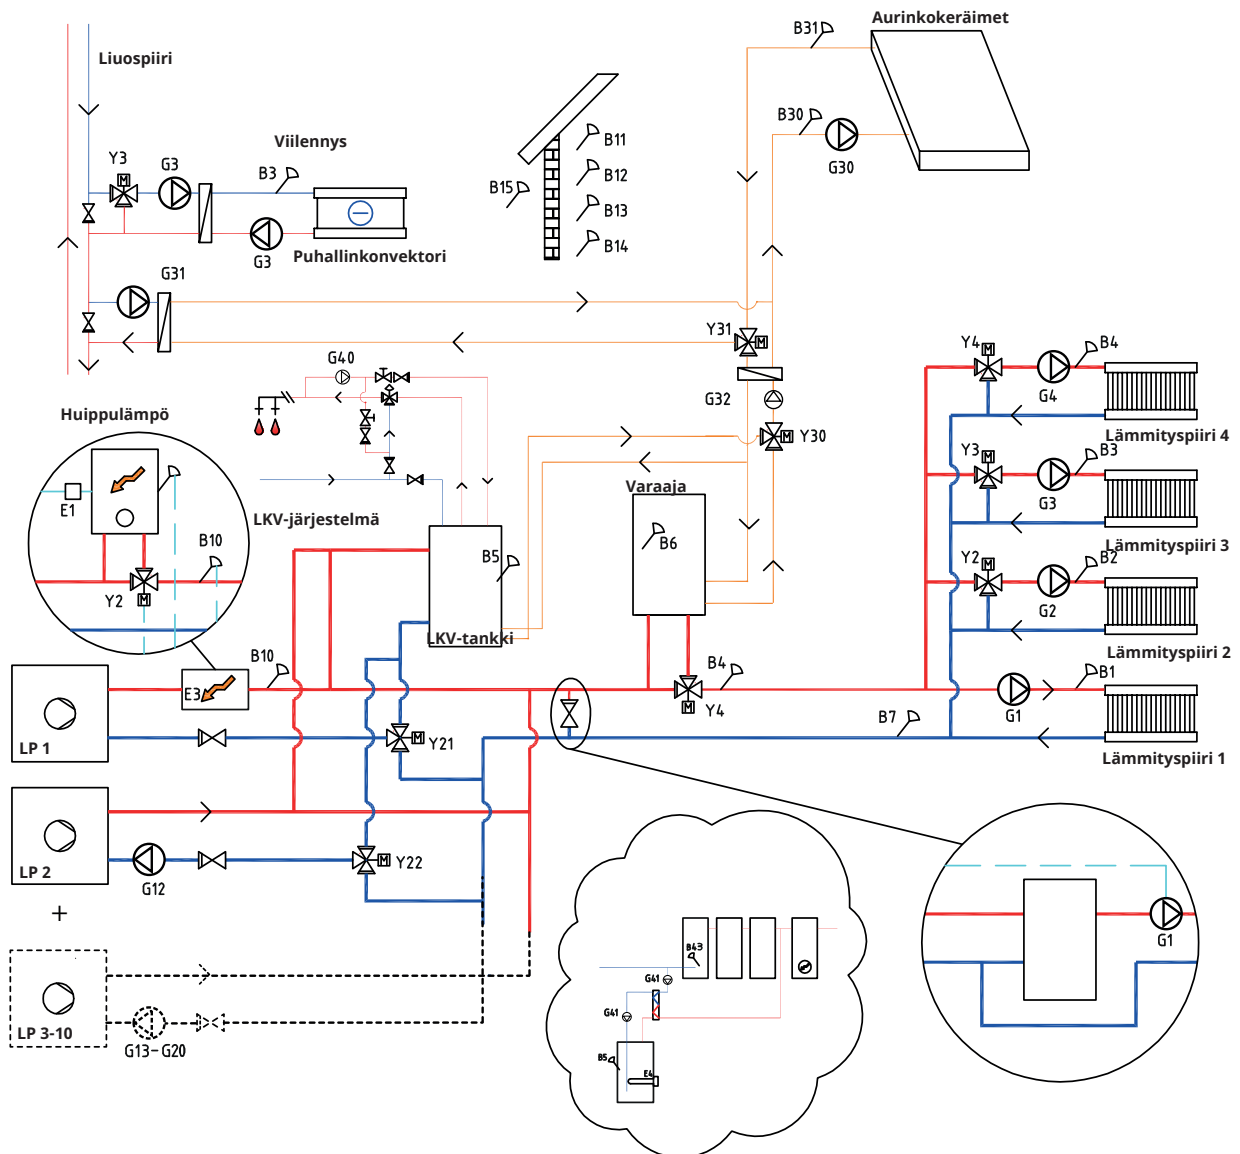 Aurinkokeräimet
B31
Liuospiiri
B30
G30
Viilennys
Y3
G3
B3
B11
B12
B15
B13
B14
G3
Puhallinkonvektori
G31
Y31
G40
G32
Y30
Huippulämpö
E1
B10
Y2
LKV-järjestelmä
B5
LKV-tankki
Varaaja
B6
Y4
B4
G4
Lämmityspiiri 4
Y3
B3
G3
Lämmityspiiri 3
Y2
B2
G2
Lämmityspiiri 2
B10
E3
B4
Y4
B1
G1
B7
Lämmityspiiri 1
LP 1
Y21
LP 2
G12
Y22
+
LP 3-10
G13-G20
B43
G41
G41
B5
E4
G1
M
M
M
M
M
M
M
M
M
M
M